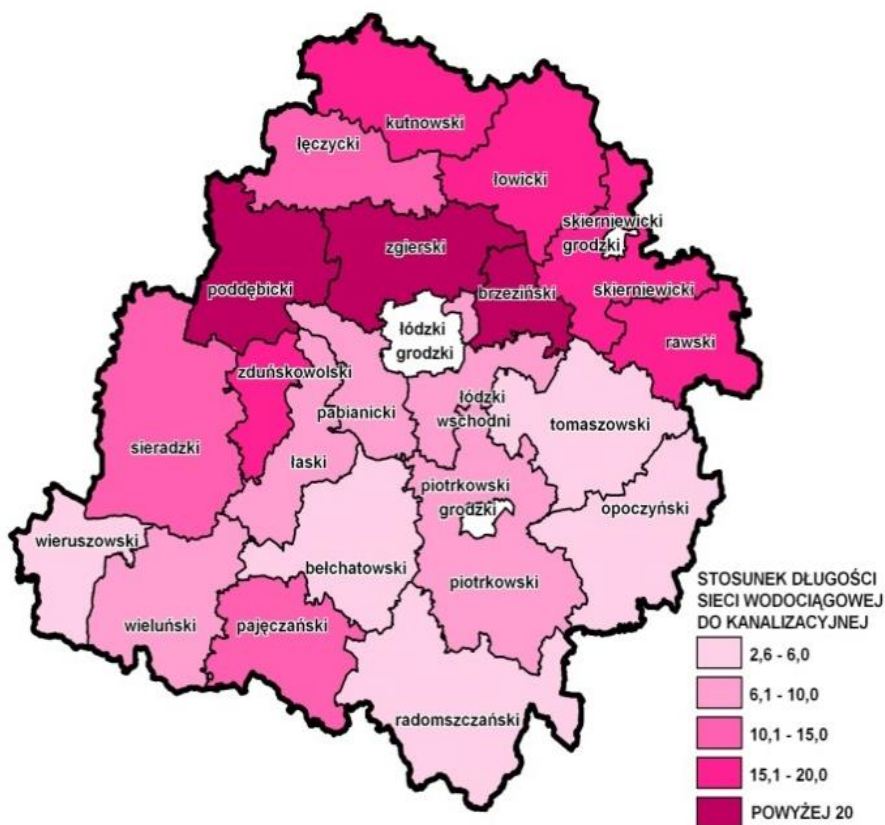 kutnowski
łęczycki
łowicki
skierniewicki
grodzki
zgierski
poddębicki
brzeziński
skierniewicki
łódzki
grodzki
rawski
zduńskowolski
łódzki
wschodni
pabianicki
tomaszowski
sieradzki
łaski
piotrkowski
grodzki
opoczyński
wieruszowski
bełchatowski
piotrkowski
wieluński
pajęczański
radomszczański
STOSUNEK DŁUGOŚCI
SIECI WODOCIĄGOWEJ
DO KANALIZACYJNEJ
2,6 - 6,0
6,1 - 10,0
10,1 - 15,0
15,1 - 20,0
POWYŻEJ 20